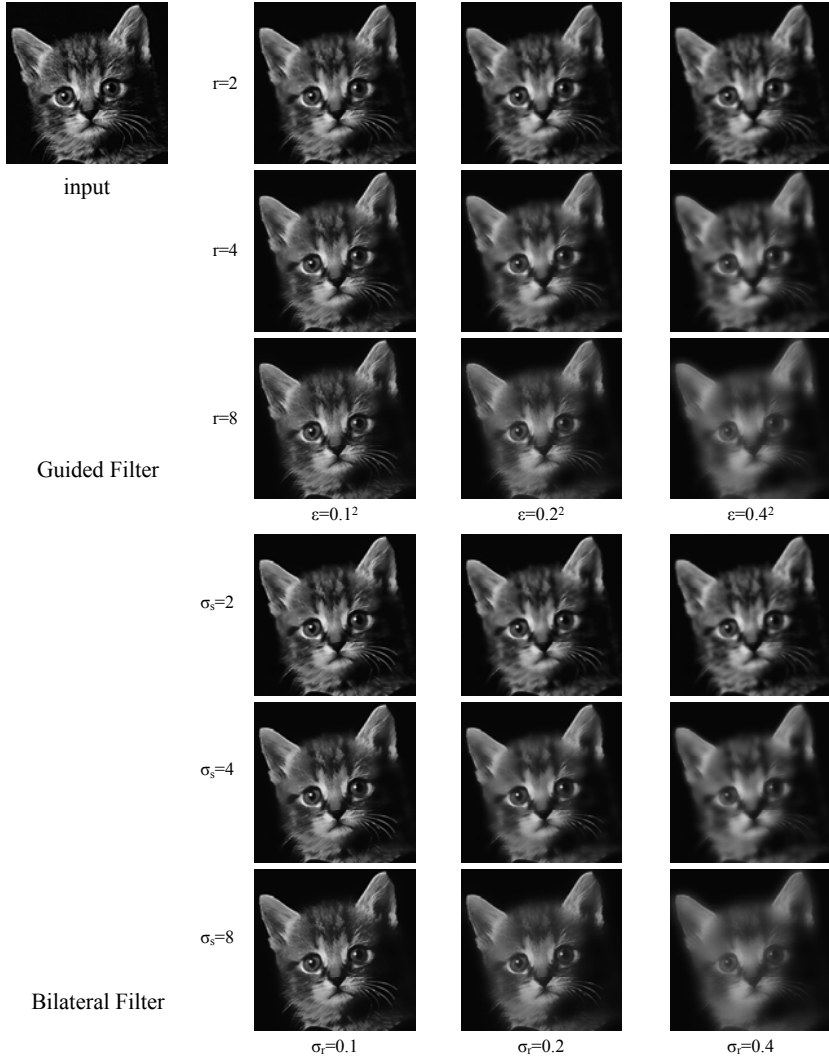 input
r=2
r=4
r=8
Guided Filter
ε=0.1²
ε=0.2²
ε=0.4²
σₛ=2
σₛ=4
σₛ=8
Bilateral Filter
σᵣ=0.1
σᵣ=0.2
σᵣ=0.4